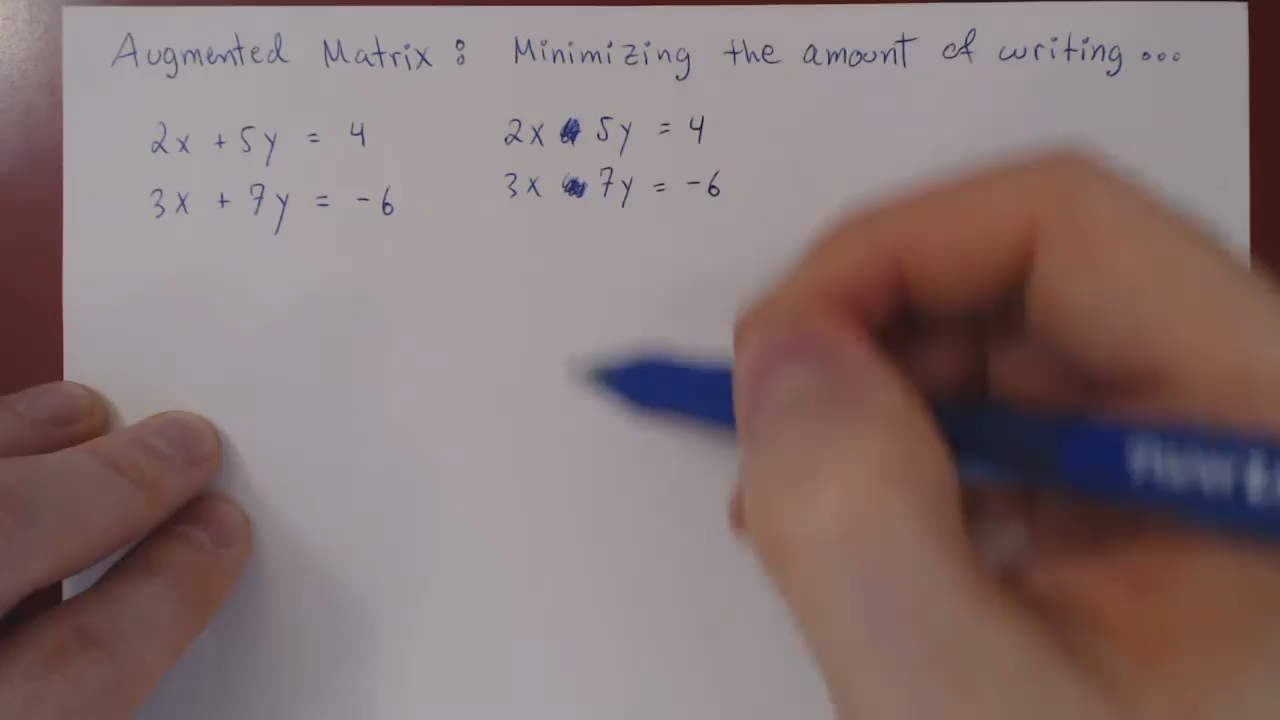 Augmented Matrix: Minimizing the amount of writing...
2x + 5y = 4
3x + 7y = -6
2x 5y = 4
3x 7y = -6